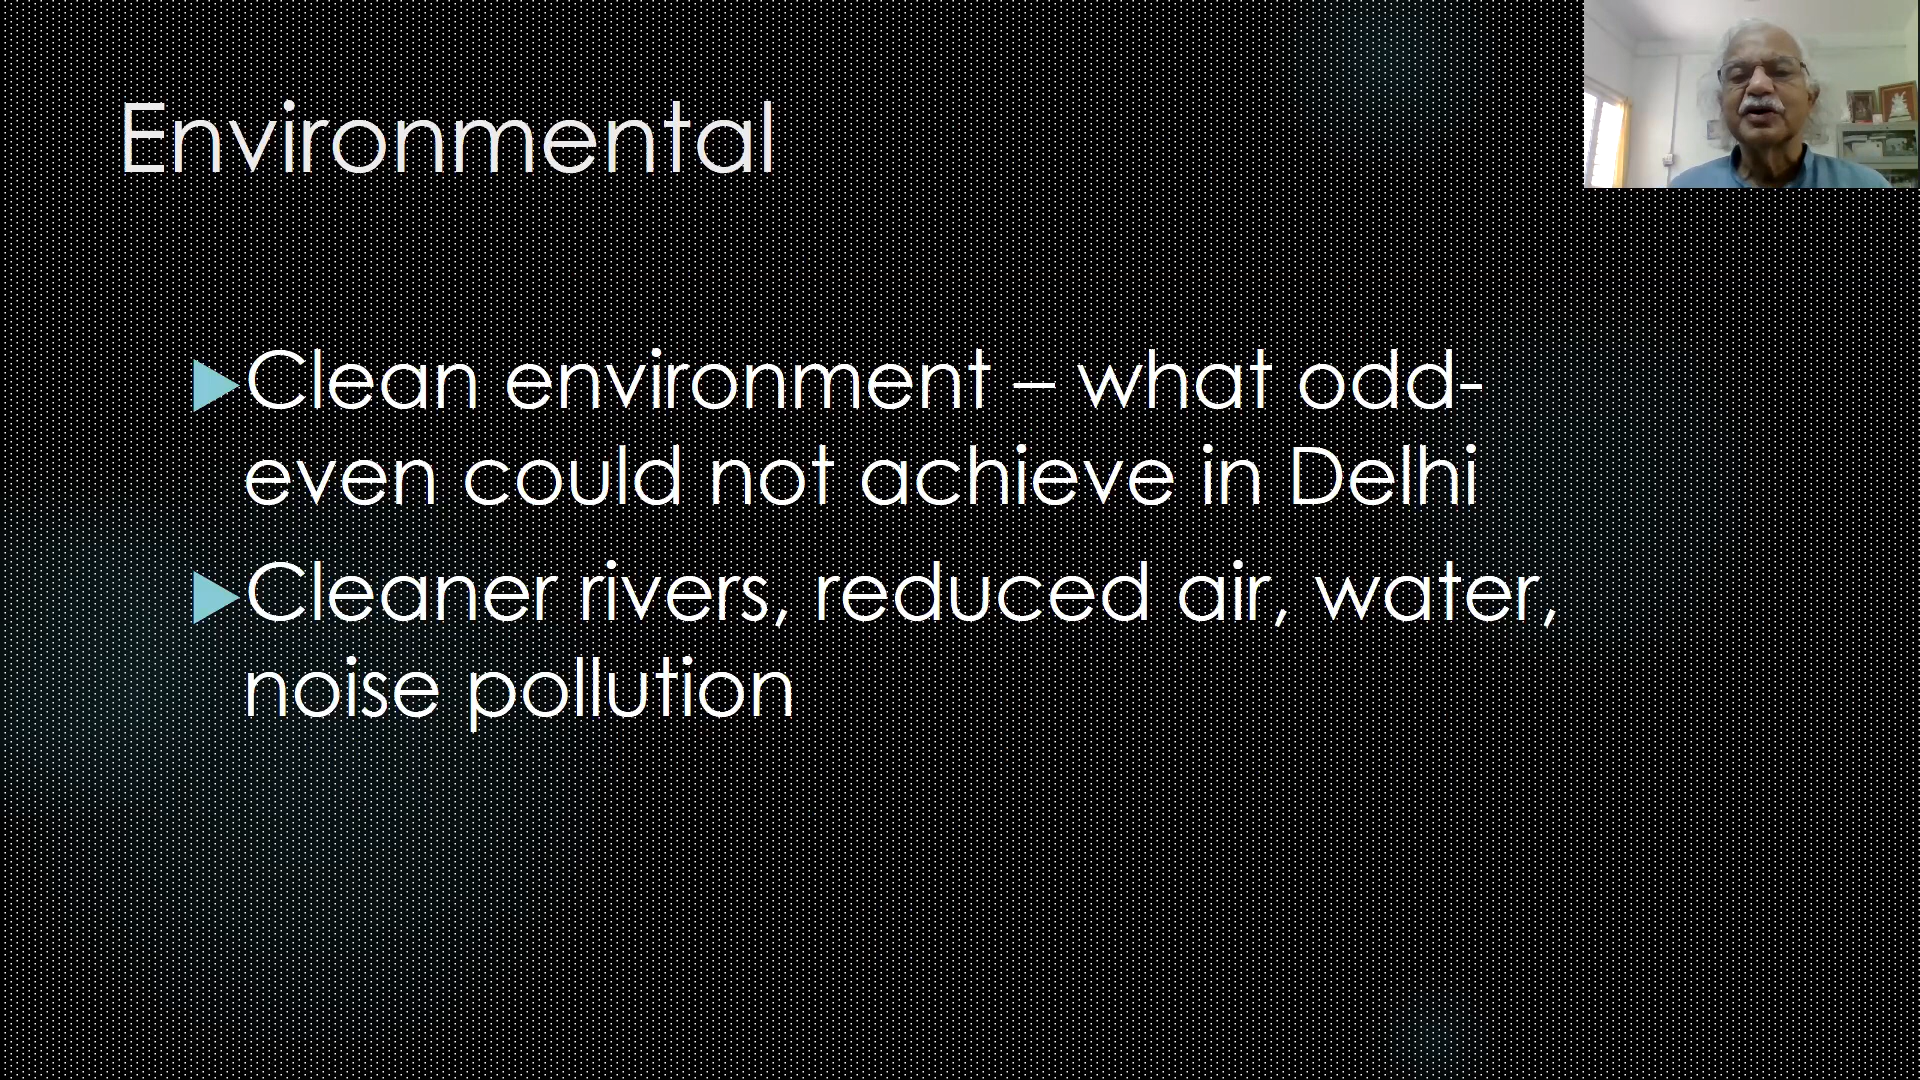 Environmental
Clean environment – what odd-
even could not achieve in Delhi
Cleaner rivers, reduced air, water,
noise pollution